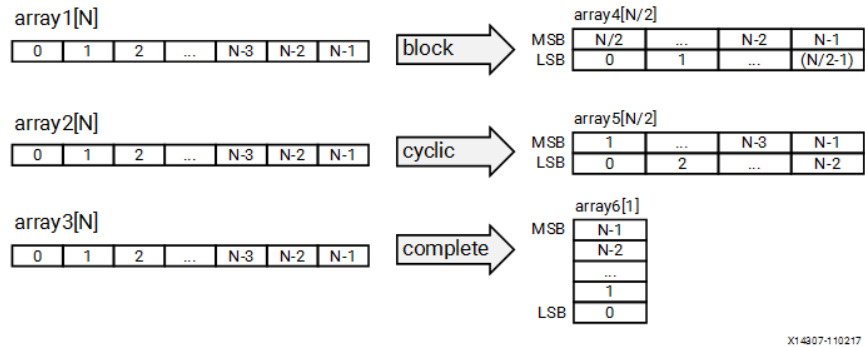 array1[N]
0 1 2 ... N-3 N-2 N-1
block
array4[N/2]
MSB N/2 ... N-2 N-1
LSB 0 1 ... (N/2-1)
array2[N]
0 1 2 ... N-3 N-2 N-1
cyclic
array5[N/2]
MSB 1 ... N-3 N-1
LSB 0 2 ... N-2
array3[N]
0 1 2 ... N-3 N-2 N-1
complete
array6[1]
MSB N-1
N-2
...
1
LSB 0
X14307-110217